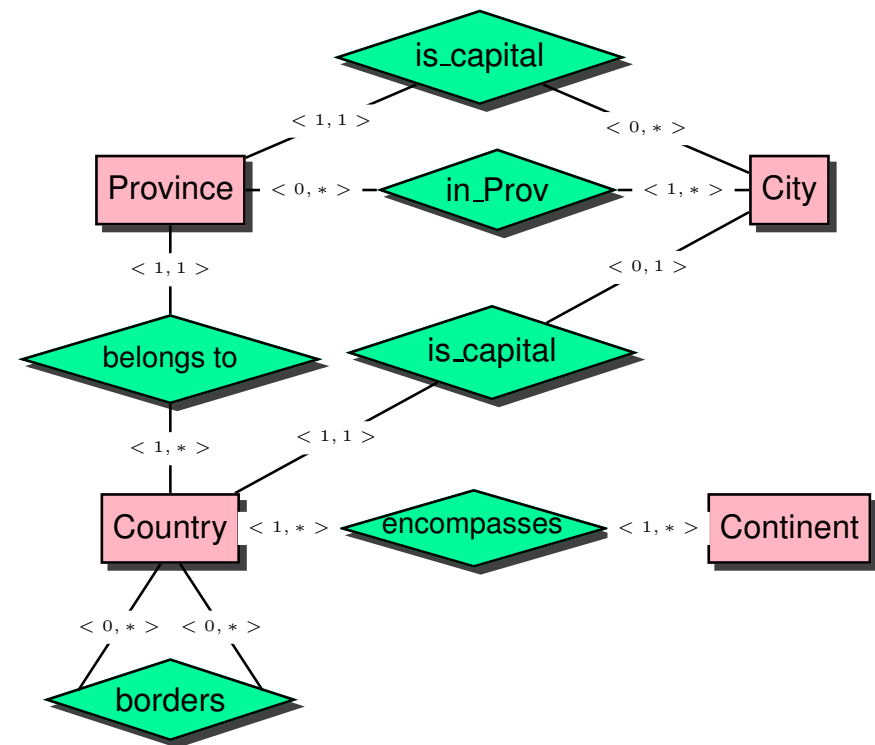 is_capital
< 1, 1 >
< 0, * >
Province
< 0, * >
in_Prov
< 1, * >
City
< 1, 1 >
< 0, 1 >
belongs to
is_capital
< 1, * >
< 1, 1 >
Country
< 1, * >
encompasses
< 1, * >
Continent
< 0, * >
< 0, * >
borders